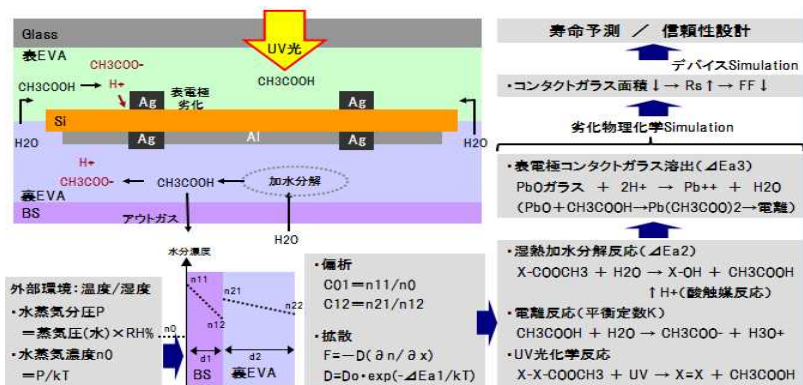 Glass
表EVA
UV光
CH3COO-
CH3COOH
CH3COOH → H+
表電極
劣化
Ag
Ag
Si
Al
Ag
Ag
H2O
H2O
H+
CH3COO- ← CH3COOH ← 加水分解
裏EVA
BS
アウトガス
H2O
外部環境:温度/湿度
・水蒸気分圧P
=蒸気圧(水)×RH%
・水蒸気濃度n0
=P/kT
水分濃度
n11
n21
n22
n0
n12
d1
d2
BS
裏EVA
・偏析
C01=n11/n0
C12=n21/n12
・拡散
F=-D(∂n/∂x)
D=Do・exp(-⊿Ea1/kT)
寿命予測 / 信頼性設計
デバイスSimulation
・コンタクトガラス面積↓→Rs↑→FF↓
劣化物理化学Simulation
・表電極コンタクトガラス溶出(⊿Ea3)
PbOガラス + 2H+ → Pb++ + H2O
(PbO+CH3COOH→Pb(CH3COO)2→電離)
・湿熱加水分解反応(⊿Ea2)
X-COOCH3 + H2O → X-OH + CH3COOH
↑H+(酸触媒反応)
・電離反応(平衡定数K)
CH3COOH + H2O → CH3COO- + H3O+
・UV光化学反応
X-X-COOCH3 + UV → X=X + CH3COOH